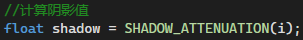 //计算阴影值
float shadow = SHADOW_ATTENUATION(i);